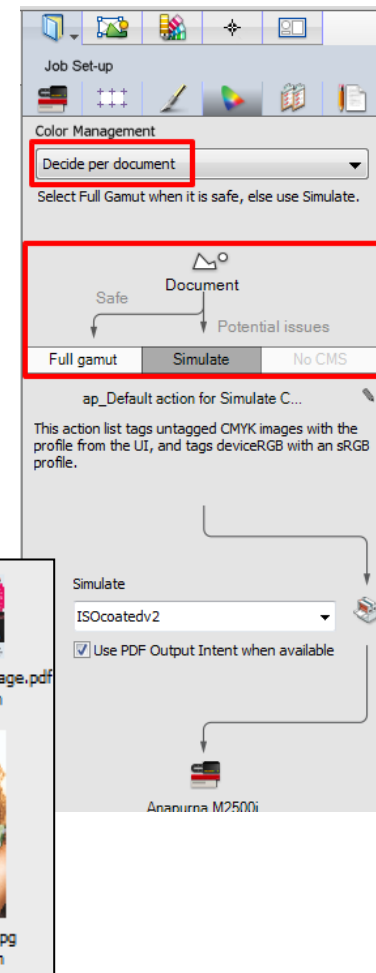 Job Set-up
Color Management
Decide per document
Select Full Gamut when it is safe, else use Simulate.
Document
Safe
Potential issues
Full gamut Simulate No CMS
ap_Default action for Simulate C...
This action list tags untagged CMYK images with the
profile from the UI, and tags deviceRGB with an sRGB
profile.
Simulate
ISOcoatedv2
Use PDF Output Intent when available
Anapurna M2500i
age.pdf
pg